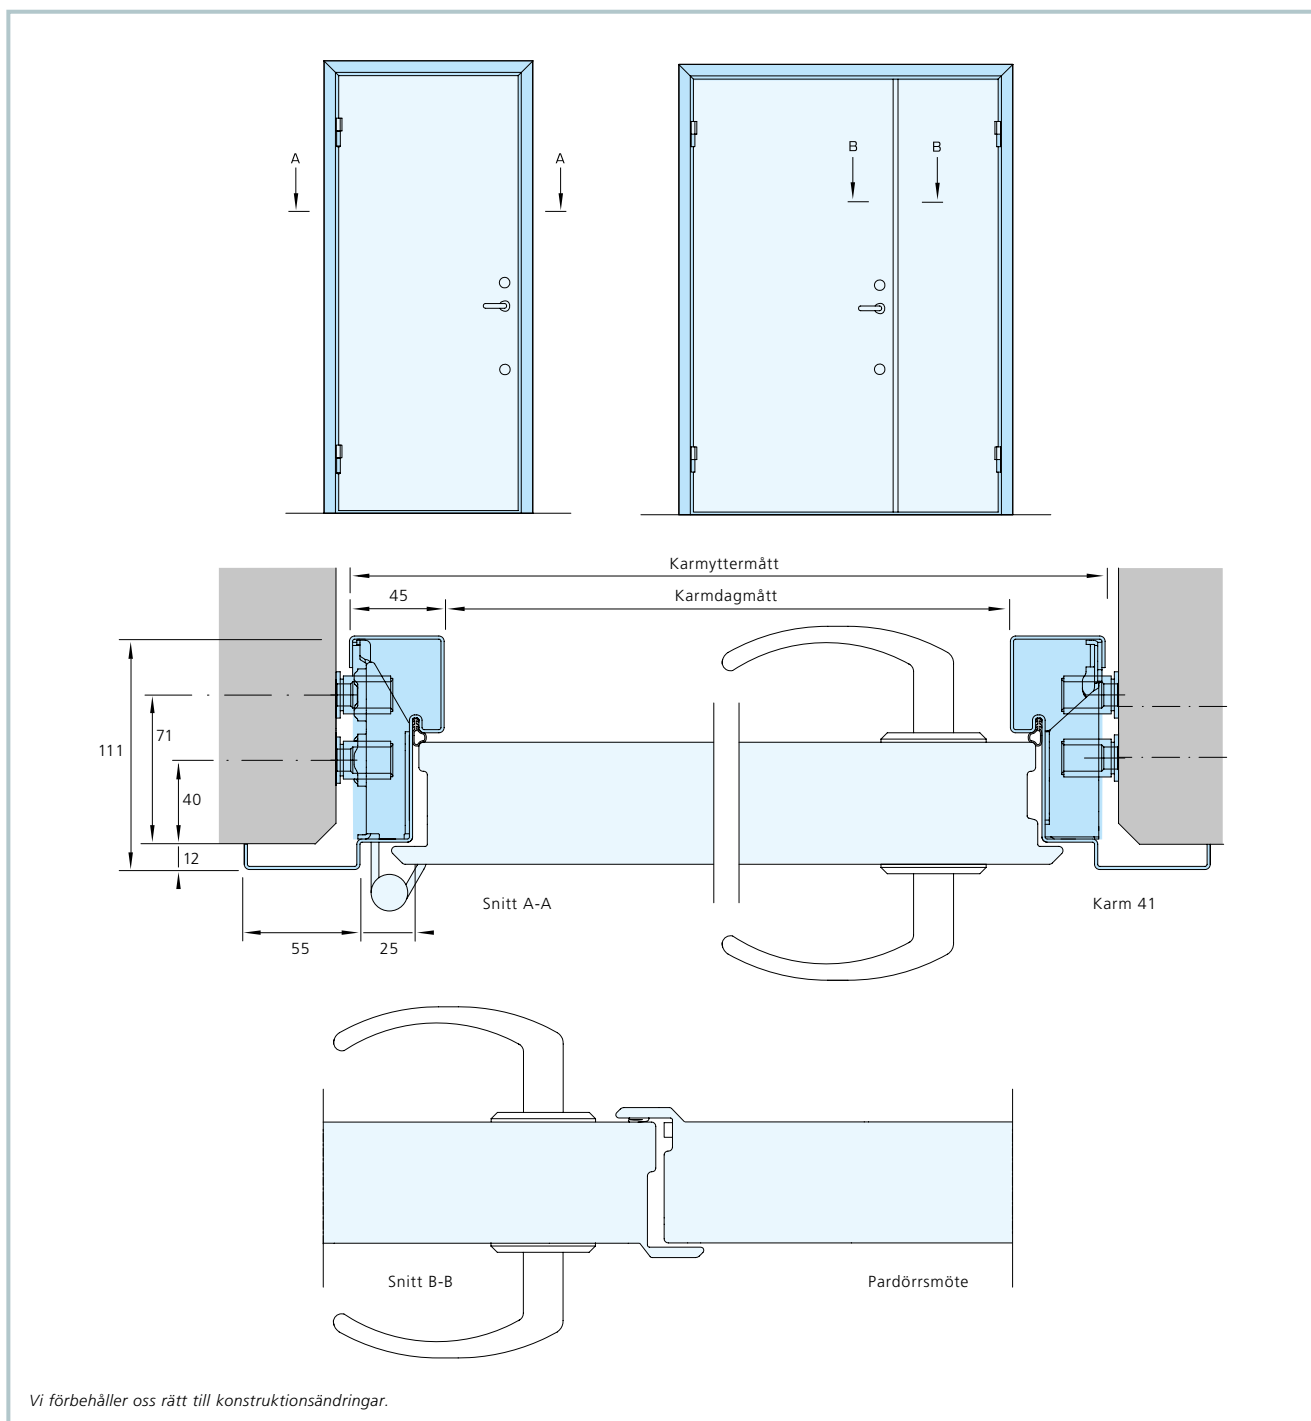 A
A
B
B
Karmyttermått
45
Karmdagmått
111
71
40
12
55
25
Snitt A-A
Karm 41
Snitt B-B
Pardörrsmöte
Vi förbehåller oss rätt till konstruktionsändringar.